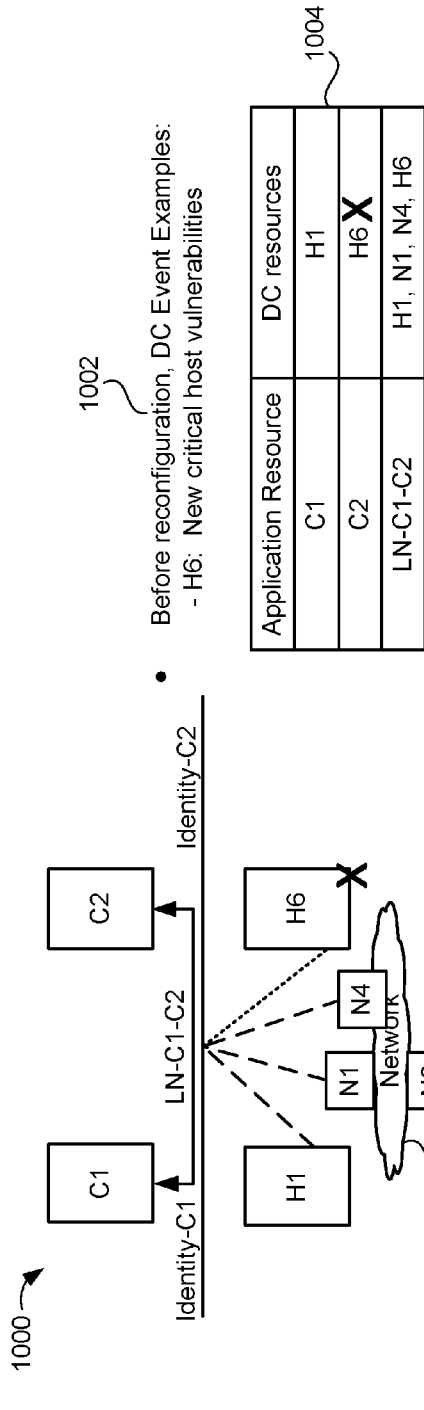 1000
C1
C2
Identity-C1
LN-C1-C2
Identity-C2
H1
N1
N4
H6
X
Network
• Before reconfiguration, DC Event Examples:
- H6: New critical host vulnerabilities
1002
Application Resource
DC resources
C1
H1
C2
H6 X
LN-C1-C2
H1, N1, N4, H6
1004